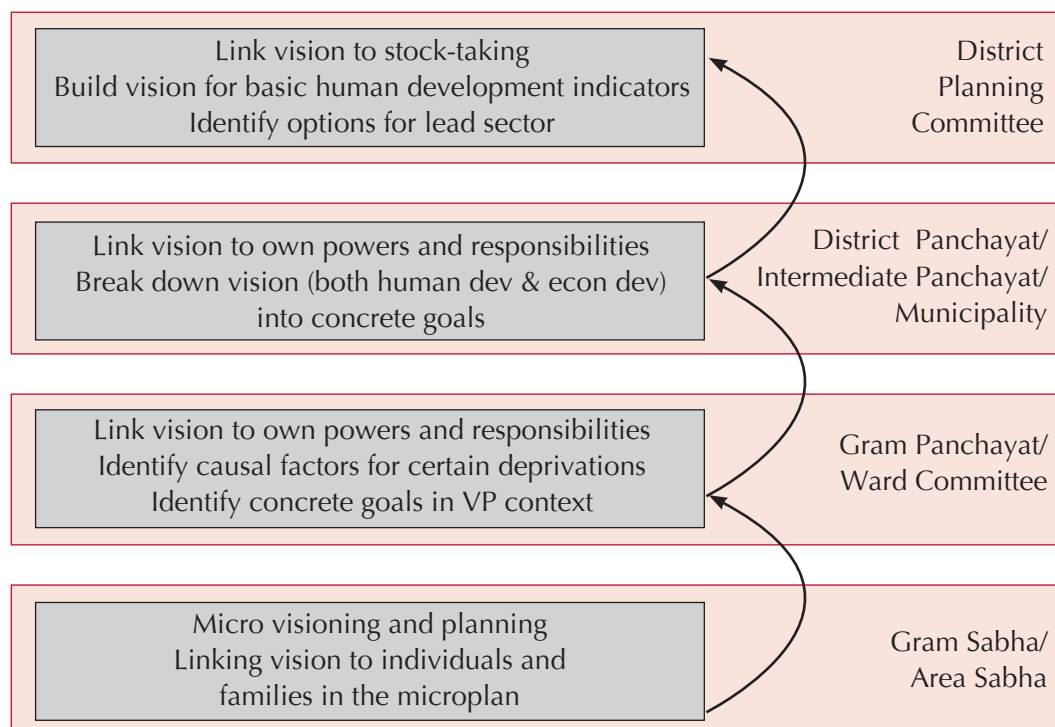 Link vision to stock-taking
Build vision for basic human development indicators
Identify options for lead sector
District
Planning
Committee
Link vision to own powers and responsibilities
Break down vision (both human dev & econ dev)
into concrete goals
District Panchayat/
Intermediate Panchayat/
Municipality
Link vision to own powers and responsibilities
Identify causal factors for certain deprivations
Identify concrete goals in VP context
Gram Panchayat/
Ward Committee
Micro visioning and planning
Linking vision to individuals and
families in the microplan
Gram Sabha/
Area Sabha